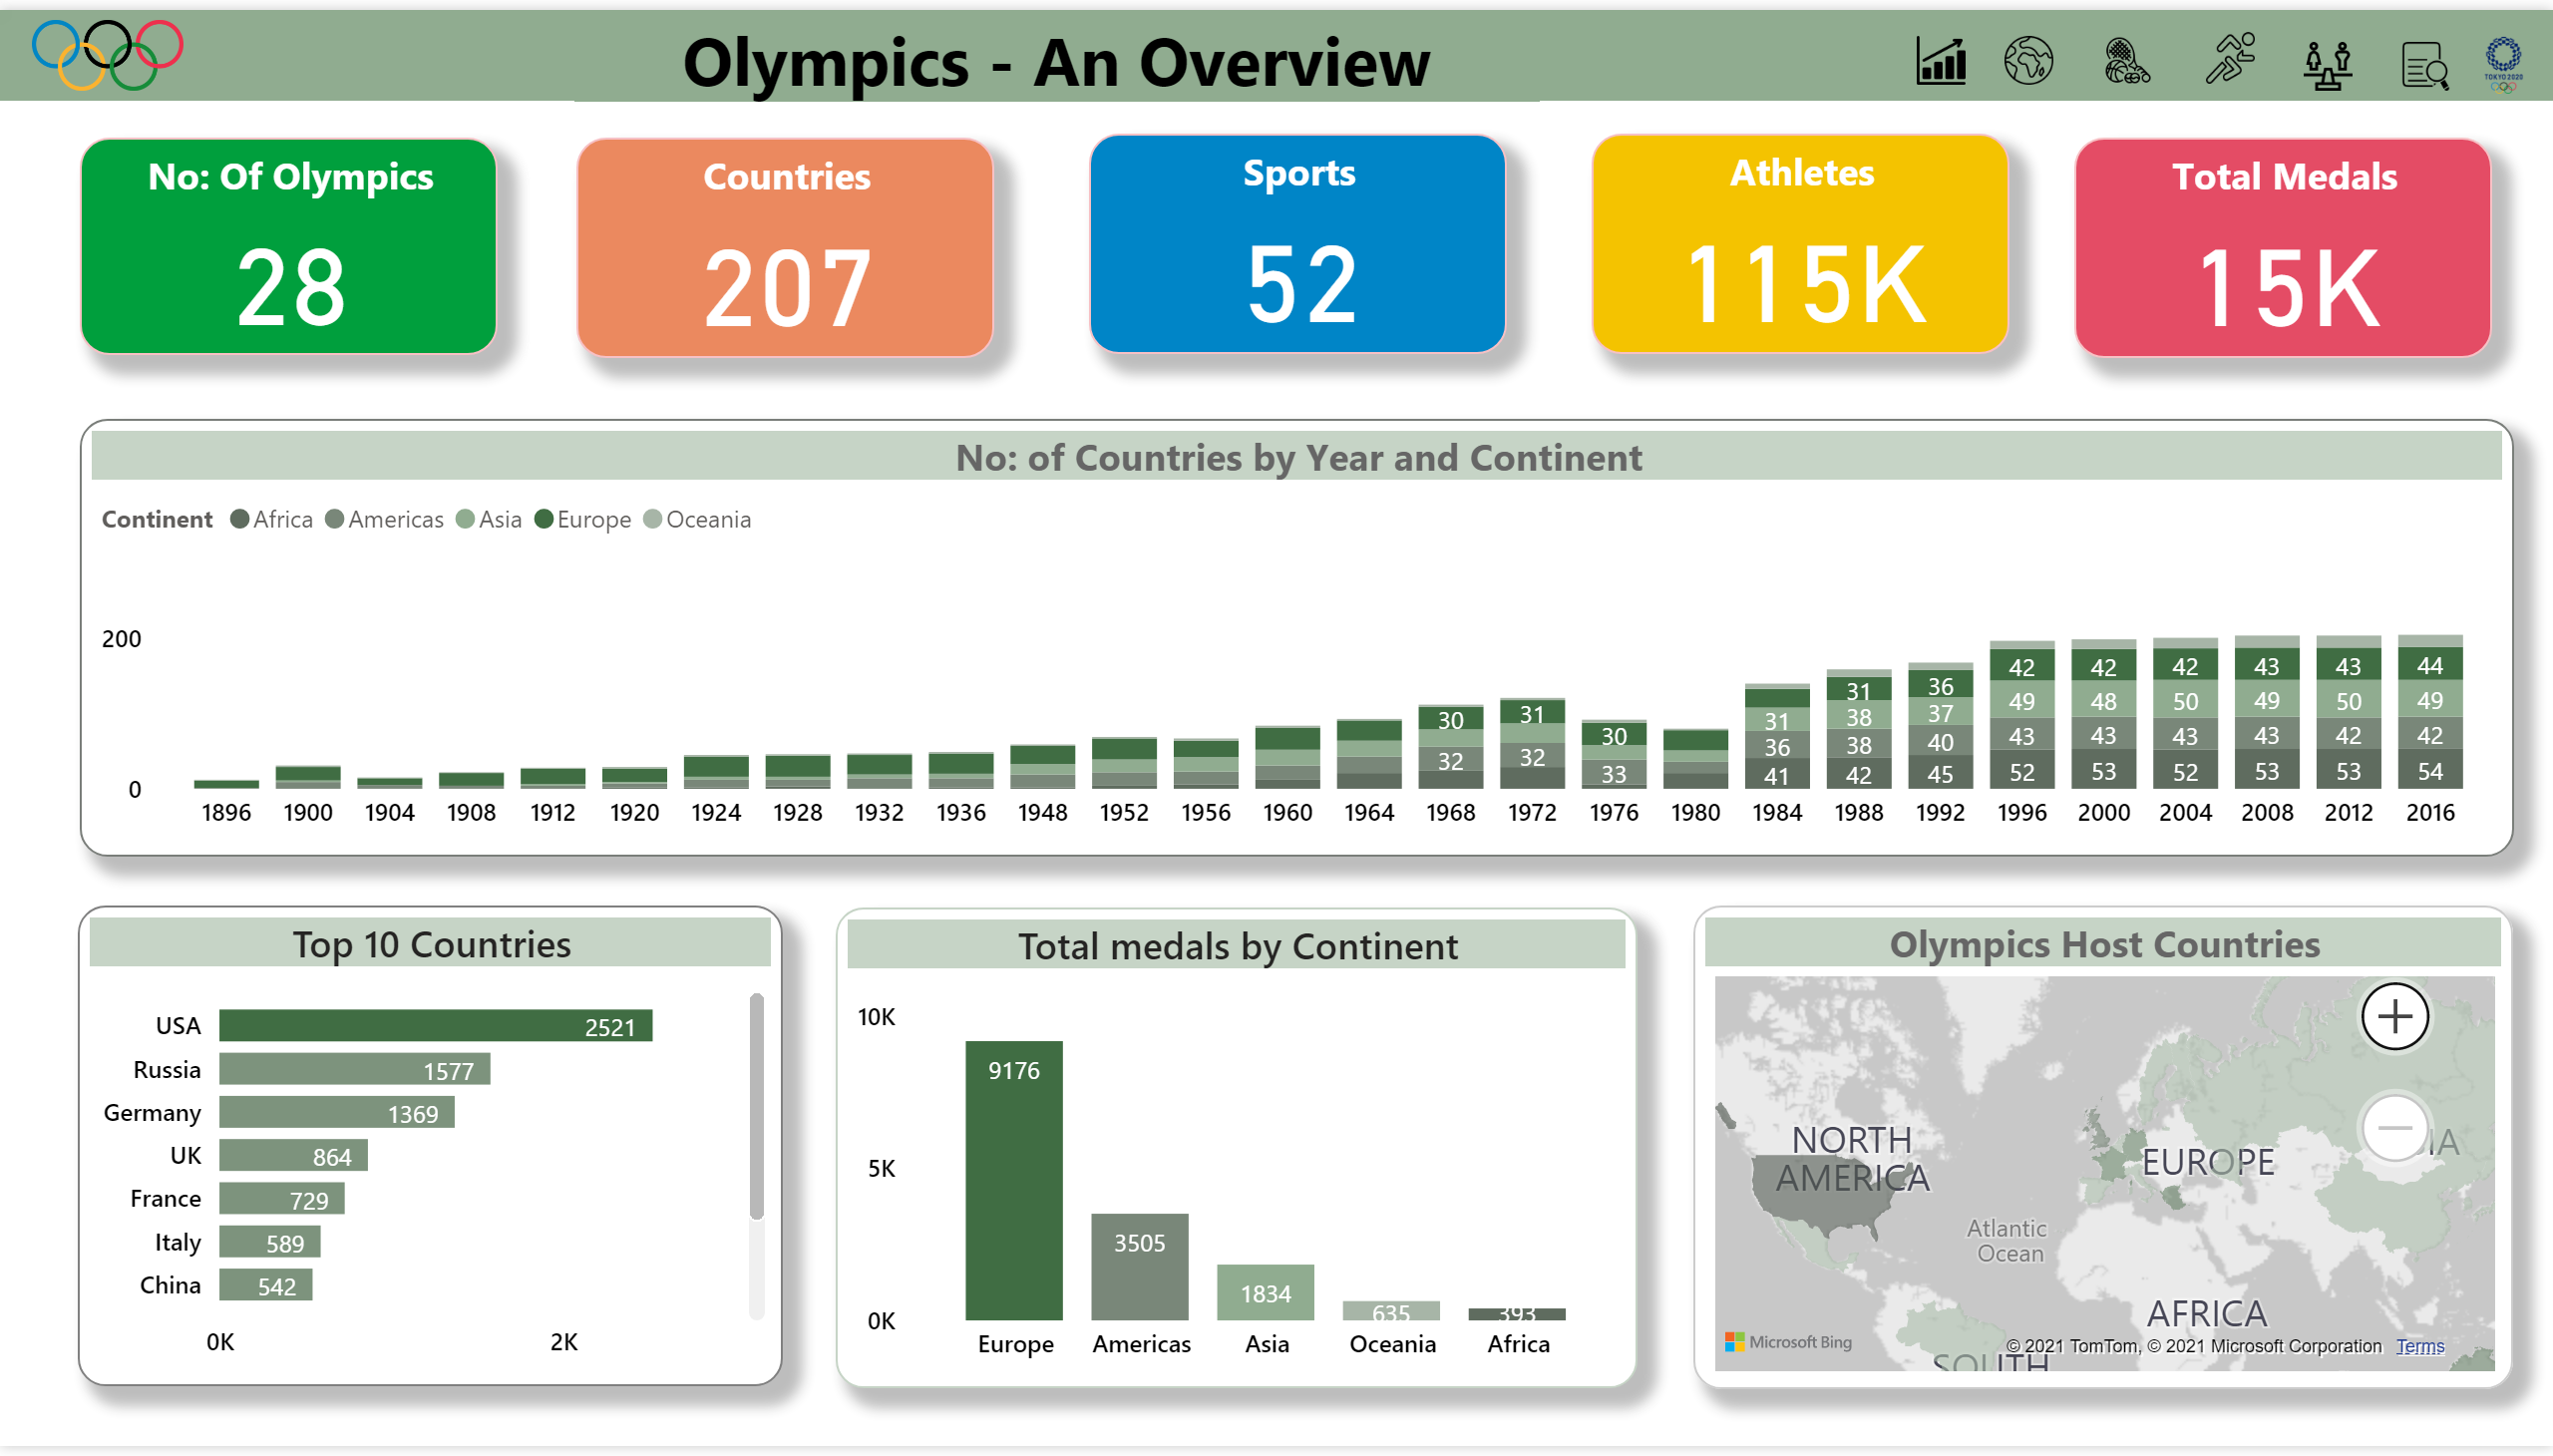 Olympics - An Overview
TOKYO 2020
No: Of Olympics
28
Countries
207
Sports
52
Athletes
115K
Total Medals
15K
No: of Countries by Year and Continent
Continent Africa Americas Asia Europe Oceania
200
0
30 31 30 31 36 42 42 42 43 43 44
31 38 37 49 48 50 49 50 49
32 32 33 36 38 40 43 43 43 43 42 42
41 42 45 52 53 52 53 53 54
1896 1900 1904 1908 1912 1920 1924 1928 1932 1936 1948 1952 1956 1960 1964 1968 1972 1976 1980 1984 1988 1992 1996 2000 2004 2008 2012 2016
Top 10 Countries
USA 2521
Russia 1577
Germany 1369
UK 864
France 729
Italy 589
China 542
0K 2K
Total medals by Continent
10K
5K
0K
9176
3505
1834
635
393
Europe Americas Asia Oceania Africa
Olympics Host Countries
NORTH
AMERICA
EUROPE
IA
Atlantic
Ocean
AFRICA
SOUTH
Microsoft Bing
© 2021 TomTom, © 2021 Microsoft Corporation Terms